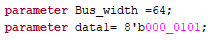 parameter Bus_width =64;
parameter data1= 8'b000_0101;